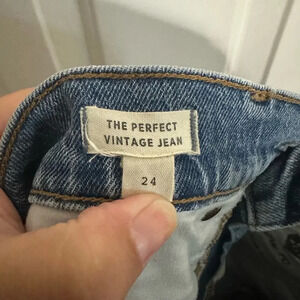 THE PERFECT
VINTAGE JEAN
24